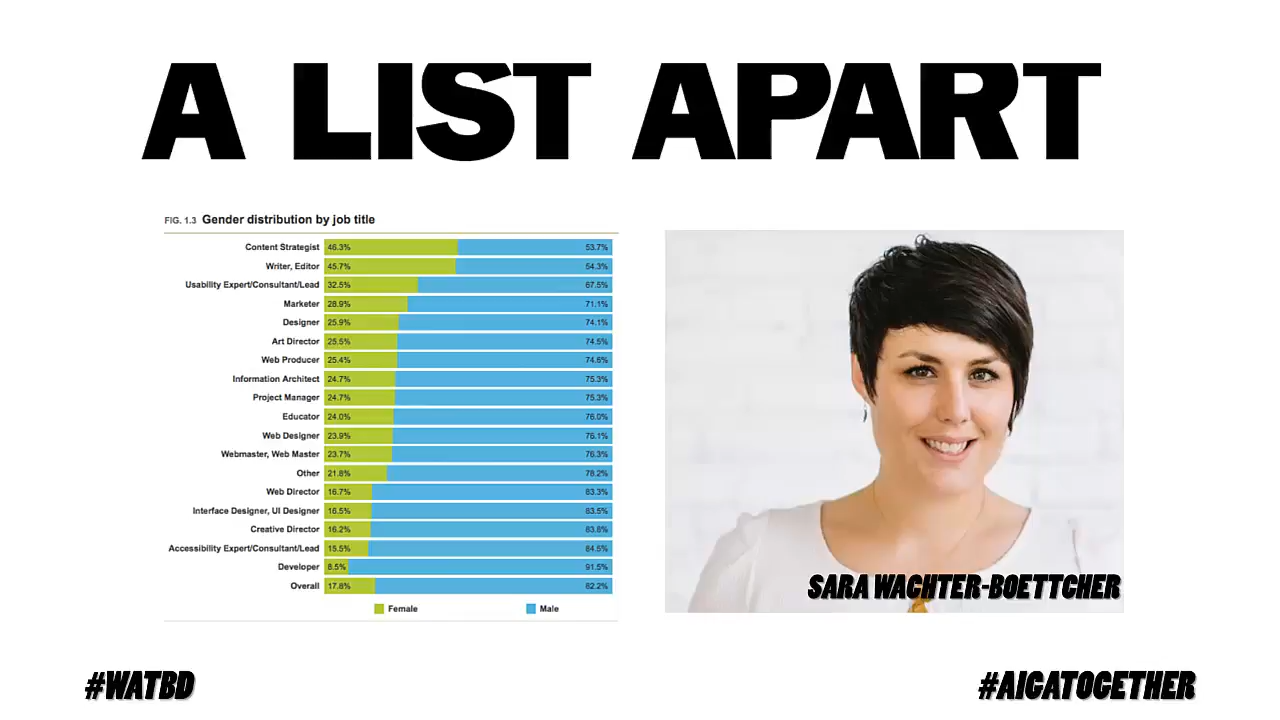 A LIST APART
FIG. 1.3 Gender distribution by job title
Content Strategist 46.3% 53.7%
Writer, Editor 45.7% 54.3%
Usability Expert/Consultant/Lead 32.5% 67.5%
Marketer 28.9% 71.1%
Designer 25.9% 74.1%
Art Director 25.5% 74.5%
Web Producer 25.4% 74.6%
Information Architect 24.7% 75.3%
Project Manager 24.7% 75.3%
Educator 24.0% 76.0%
Web Designer 23.9% 76.1%
Webmaster, Web Master 23.7% 76.3%
Other 21.8% 78.2%
Web Director 16.7% 83.3%
Interface Designer, UI Designer 16.5% 83.5%
Creative Director 16.2% 83.8%
Accessibility Expert/Consultant/Lead 15.5% 84.5%
Developer 8.5% 91.5%
Overall 17.8% 82.2%
Female Male
SARA WACHTER-BOETTCHER
#WATBD
#AIGATOGETHER